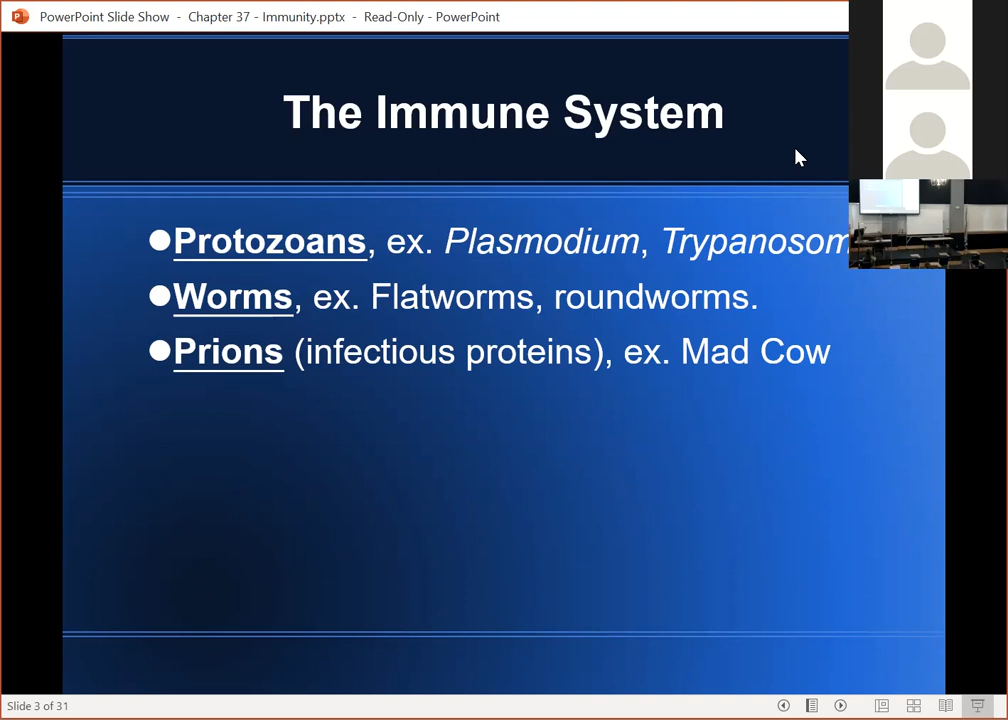 PowerPoint Slide Show - Chapter 37 - Immunity.pptx - Read-Only - PowerPoint
The Immune System
●Protozoans, ex. Plasmodium,
●Worms, ex. Flatworms, roundworms.
●Prions (infectious proteins), ex. Mad Cow
Slide 3 of 31